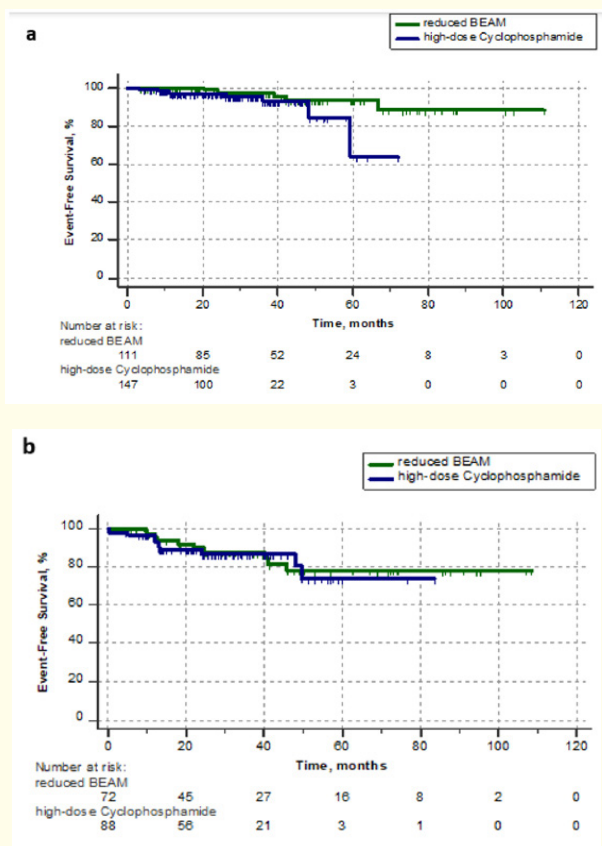 a
reduced BEAM
high-dose Cyclophosphamide
100
80
60
40
20
0
Event-Free Survival, %
0 20 40 60 80 100 120
Time, months
Number at risk:
reduced BEAM
111 85 52 24 8 3 0
high-dose Cyclophosphamide
147 100 22 3 0 0 0
b
reduced BEAM
high-dose Cyclophosphamide
100
80
60
40
20
0
Event-Free Survival, %
0 20 40 60 80 100 120
Time, months
Number at risk:
reduced BEAM
72 45 27 16 8 2 0
high-dose Cyclophosphamide
88 56 21 3 1 0 0